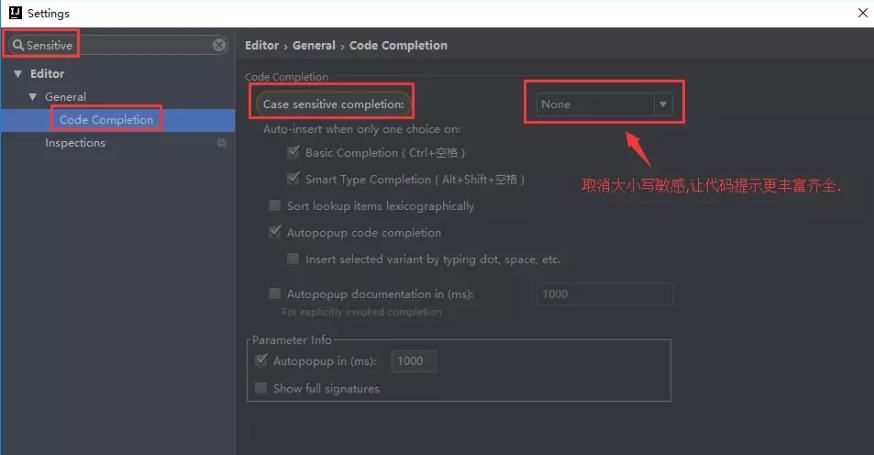 Settings
Sensitive
Editor
General
Code Completion
Inspections
Editor › General › Code Completion
Code Completion
Case sensitive completion:
None
Auto-insert when only one choice on:
Basic Completion ( Ctrl+空格 )
Smart Type Completion ( Alt+Shift+空格 )
取消大小写敏感,让代码提示更丰富齐全.
Sort lookup items lexicographically
Autopopup code completion
Insert selected variant by typing dot, space, etc.
Autopopup documentation in (ms):
1000
For explicitly invoked completion
Parameter Info
Autopopup in (ms):
1000
Show full signatures